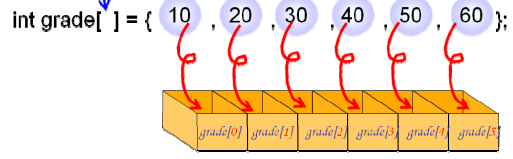 int grade[ ] = { 10 , 20 , 30 , 40 , 50 , 60 };
grade[0] grade[1] grade[2] grade[3] grade[4] grade[5]